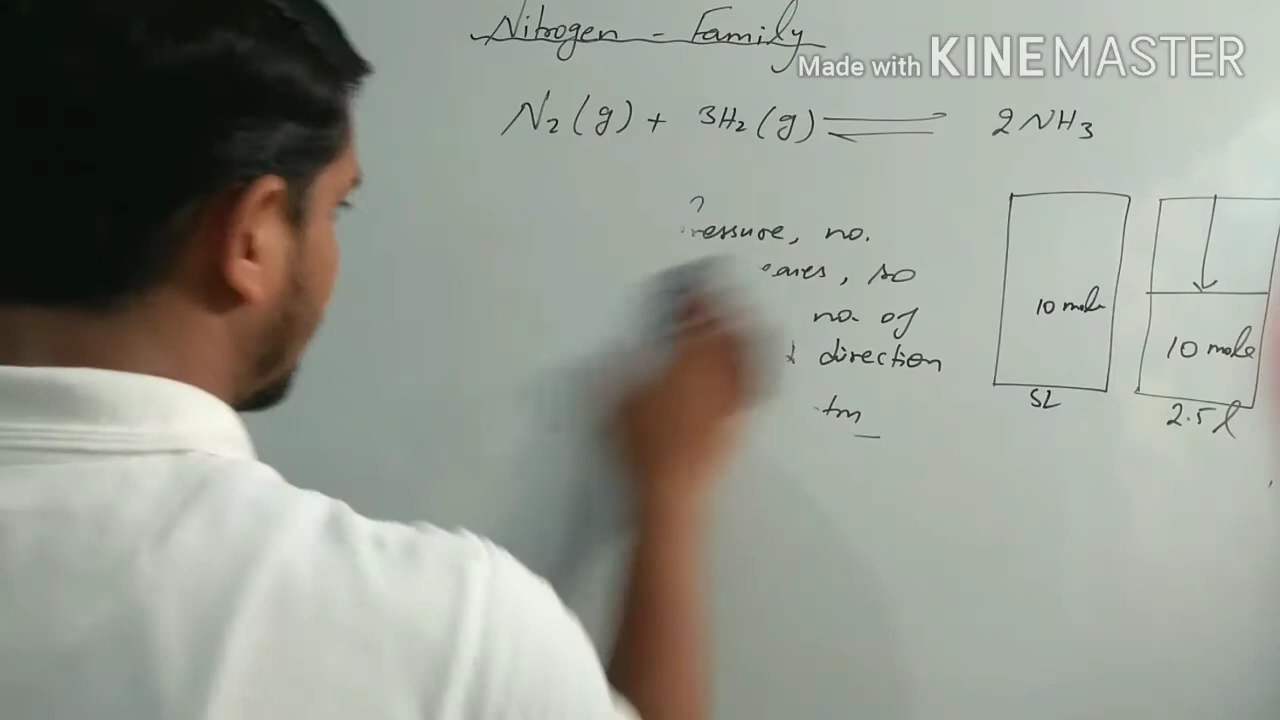 Nitrogen - Family
Made with KINEMASTER
N₂(g) + 3H₂(g) ⇌ 2NH₃
ressure, no.
ares, so
no. of
direction
tm
10 mole
5L
10 mole
2.5 l